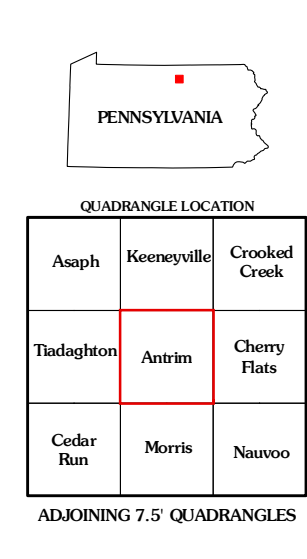 PENNSYLVANIA
QUADRANGLE LOCATION
Asaph
Keeneyville
Crooked
Creek
Tiadaghton
Antrim
Cherry
Flats
Cedar
Run
Morris
Nauvoo
ADJOINING 7.5' QUADRANGLES